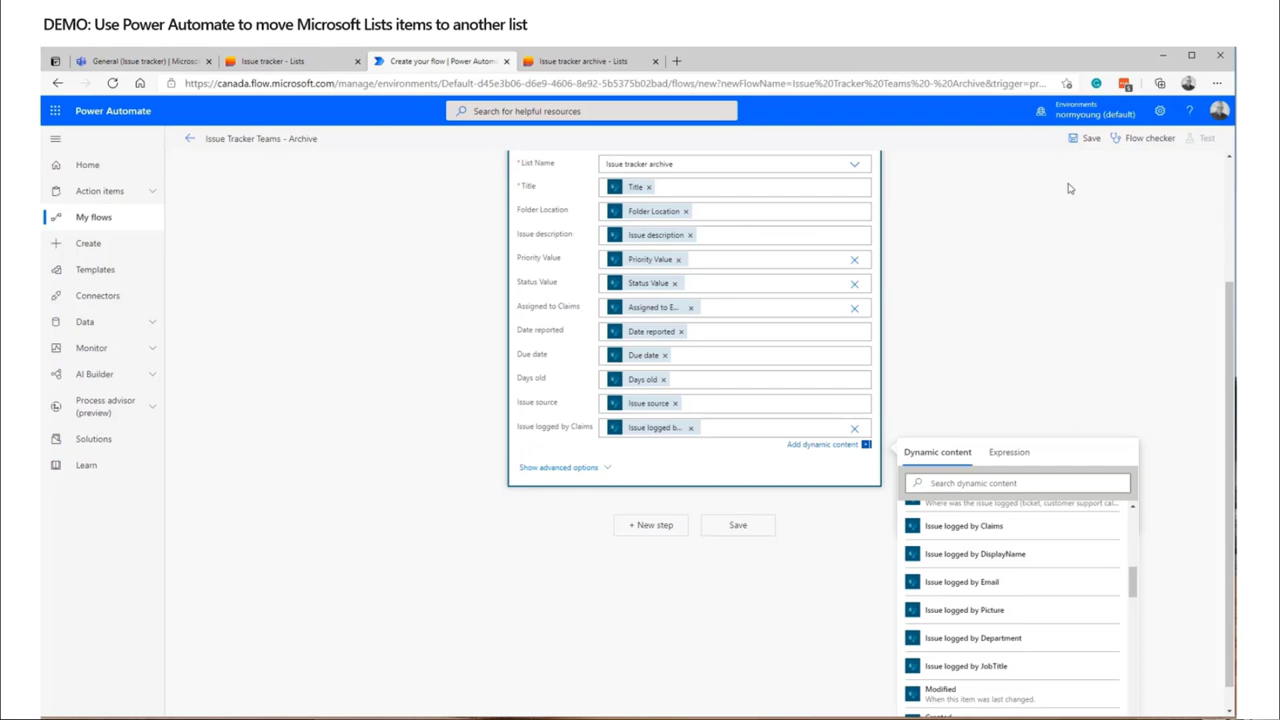 DEMO: Use Power Automate to move Microsoft Lists items to another list
General (Issue tracker) | Microsof
Issue tracker - Lists
Create your flow | Power Automa
Issue tracker archive - Lists
https://canada.flow.microsoft.com/manage/environments/Default-d45e3b06-d6e9-4606-8e92-5b5375b02bad/flows/new?newFlowName=Issue%20Tracker%20Teams%20-%20Archive&trigger=pr...
Power Automate
Search for helpful resources
Environments
normyoung (default)
Issue Tracker Teams - Archive
Save
Flow checker
Test
Home
Action items
My flows
Create
Templates
Connectors
Data
Monitor
AI Builder
Process advisor
(preview)
Solutions
Learn
* List Name
Issue tracker archive
* Title
Title
Folder Location
Folder Location
Issue description
Issue description
Priority Value
Priority Value
Status Value
Status Value
Assigned to Claims
Assigned to E...
Date reported
Date reported
Due date
Due date
Days old
Days old
Issue source
Issue source
Issue logged by Claims
Issue logged b...
Add dynamic content
Show advanced options
+ New step
Save
Dynamic content
Expression
Search dynamic content
Where was the issue logged (ticket, customer support cal...
Issue logged by Claims
Issue logged by DisplayName
Issue logged by Email
Issue logged by Picture
Issue logged by Department
Issue logged by JobTitle
Modified
When this item was last changed.
Created